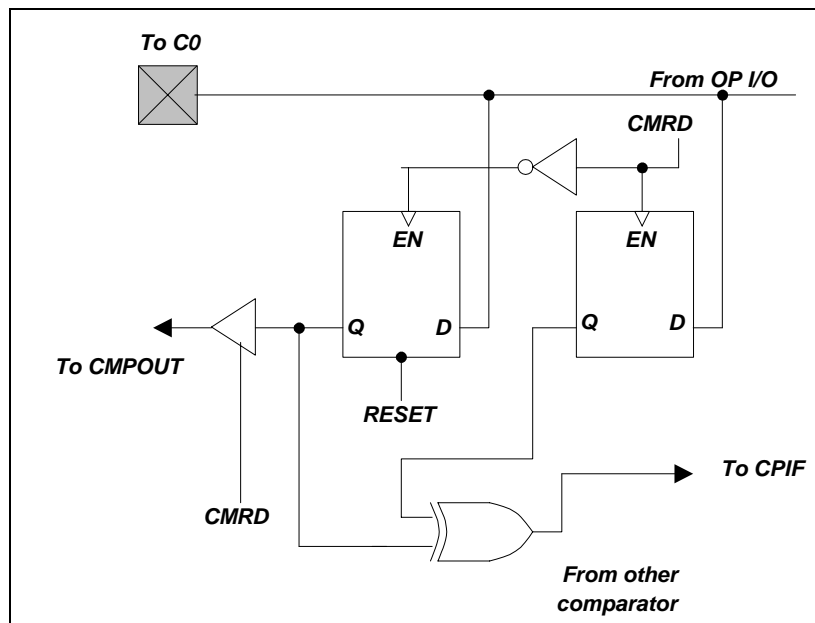 To C0
From OP I/O
CMRD
EN
EN
Q
D
Q
D
To CMPOUT
RESET
To CPIF
CMRD
From other
comparator